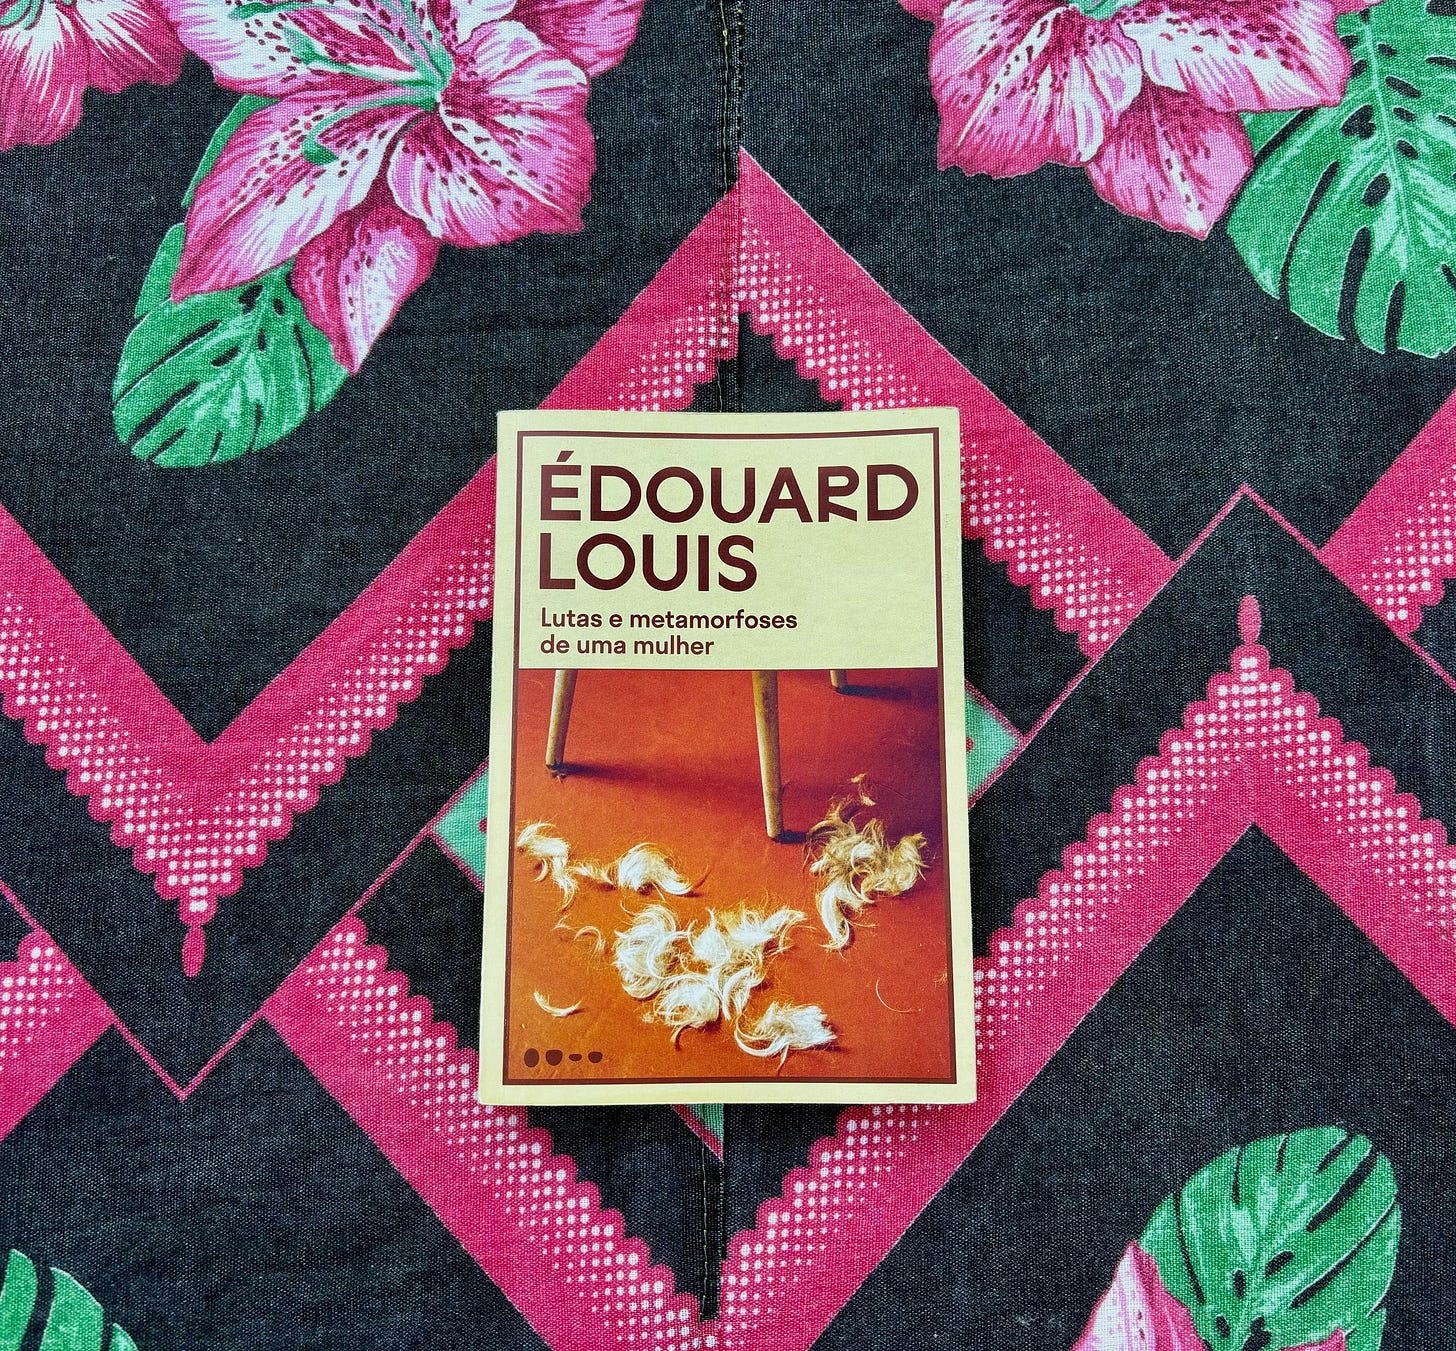 ÉDOUARD
LOUIS
Lutas e metamorfoses
de uma mulher